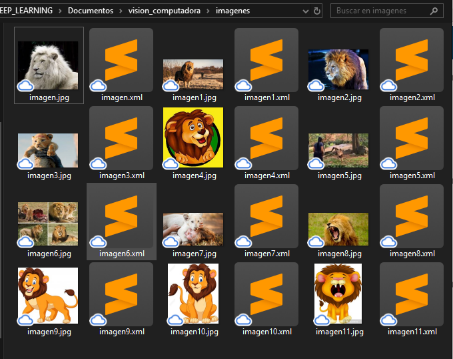 EEP_LEARNING > Documentos > vision_computadora > imagenes
Buscar en imagenes
imagen.jpg imagen.xml imagen1.jpg imagen1.xml imagen2.jpg imagen2.xml
imagen3.jpg imagen3.xml imagen4.jpg imagen4.xml imagen5.jpg imagen5.xml
imagen6.jpg imagen6.xml imagen7.jpg imagen7.xml imagen8.jpg imagen8.xml
imagen9.jpg imagen9.xml imagen10.jpg imagen10.xml imagen11.jpg imagen11.xml